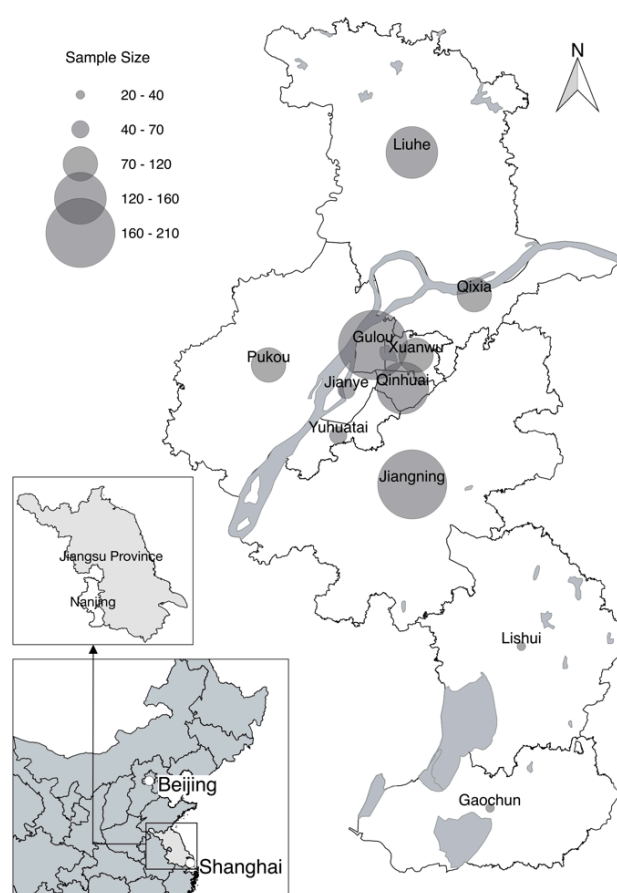 Sample Size
20 - 40
40 - 70
70 - 120
120 - 160
160 - 210
N
Liuhe
Qixia
Gulou
Xuanwu
Pukou
Jianye
Qinhuai
Yuhuatai
Jiangning
Jiangsu Province
Nanjing
Lishui
Beijing
Gaochun
Shanghai